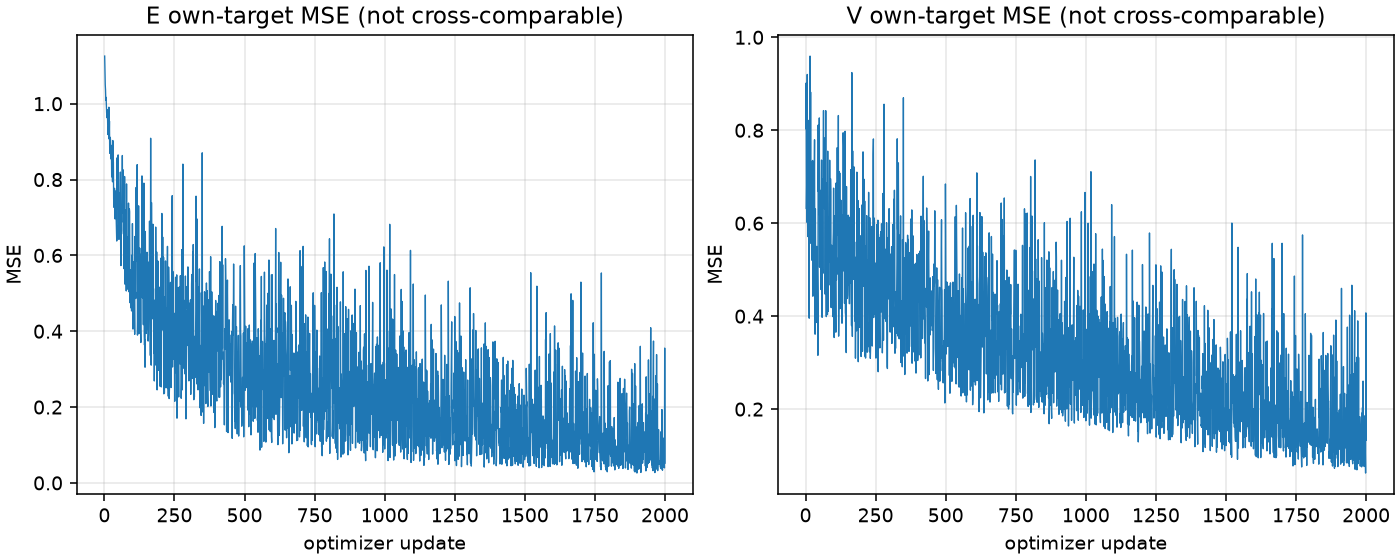 E own-target MSE (not cross-comparable)
MSE
1.0
0.8
0.6
0.4
0.2
0.0
0 250 500 750 1000 1250 1500 1750 2000
optimizer update
V own-target MSE (not cross-comparable)
MSE
1.0
0.8
0.6
0.4
0.2
0 250 500 750 1000 1250 1500 1750 2000
optimizer update